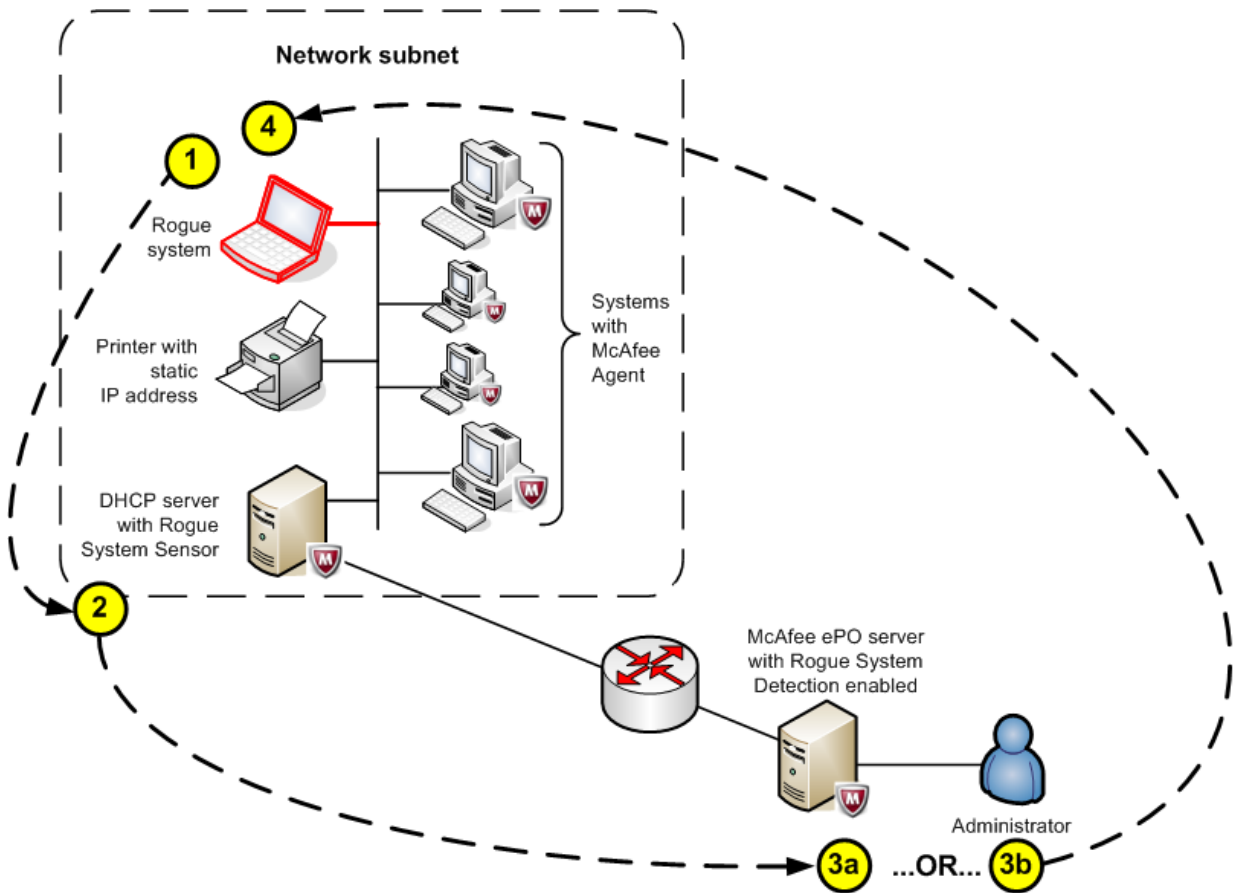 Network subnet
4
1
Rogue
system
Printer with
static
IP address
DHCP server
with Rogue
System Sensor
Systems
with
McAfee
Agent
2
McAfee ePO server
with Rogue System
Detection enabled
Administrator
3a ...OR... 3b